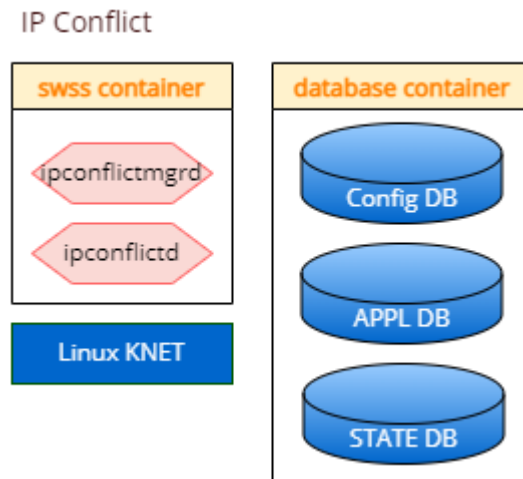 IP Conflict
swss container
ipconflictmgrd
ipconflictd
Linux KNET
database container
Config DB
APPL DB
STATE DB